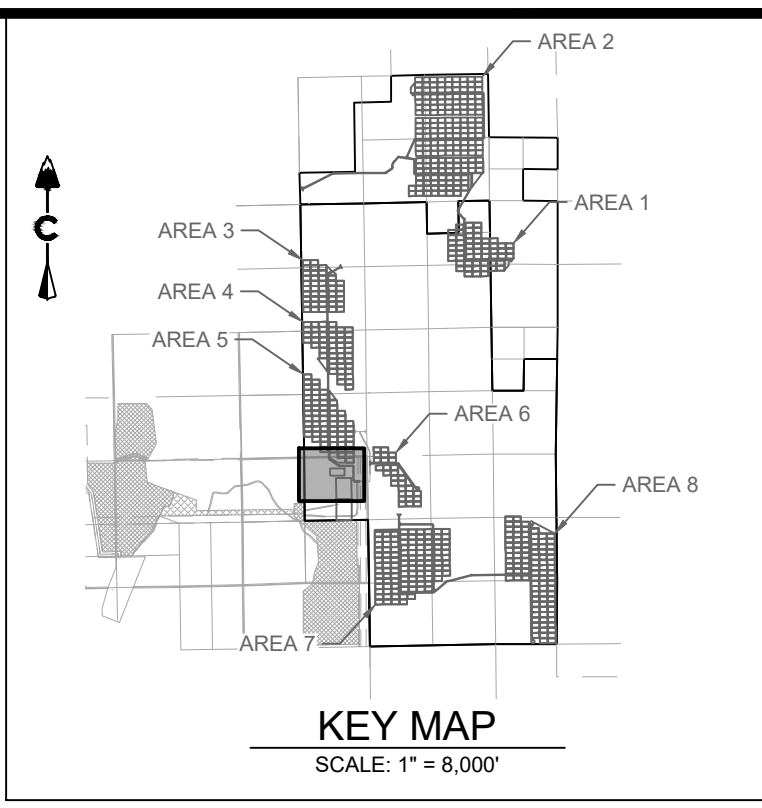 AREA 2
AREA 1
AREA 3
AREA 4
AREA 5
AREA 6
AREA 8
AREA 7
KEY MAP
SCALE: 1" = 8,000'
C